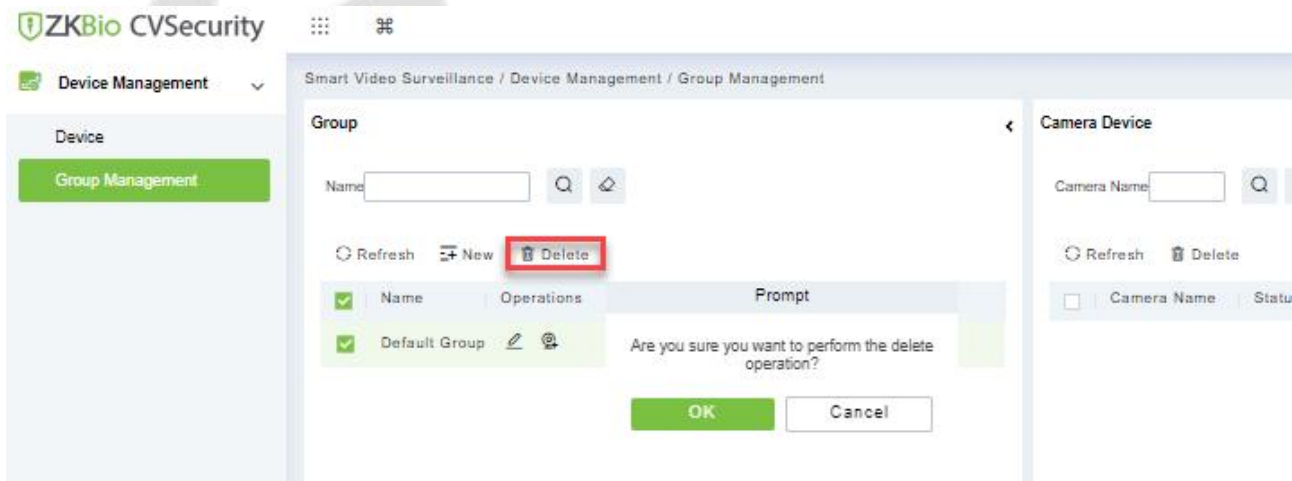 ZKBio CVSecurity
Device Management
Device
Group Management
Smart Video Surveillance / Device Management / Group Management
Group
Name
Refresh New Delete
Name Operations
Default Group
Prompt
Are you sure you want to perform the delete
operation?
OK Cancel
Camera Device
Camera Name
Refresh Delete
Camera Name Statu